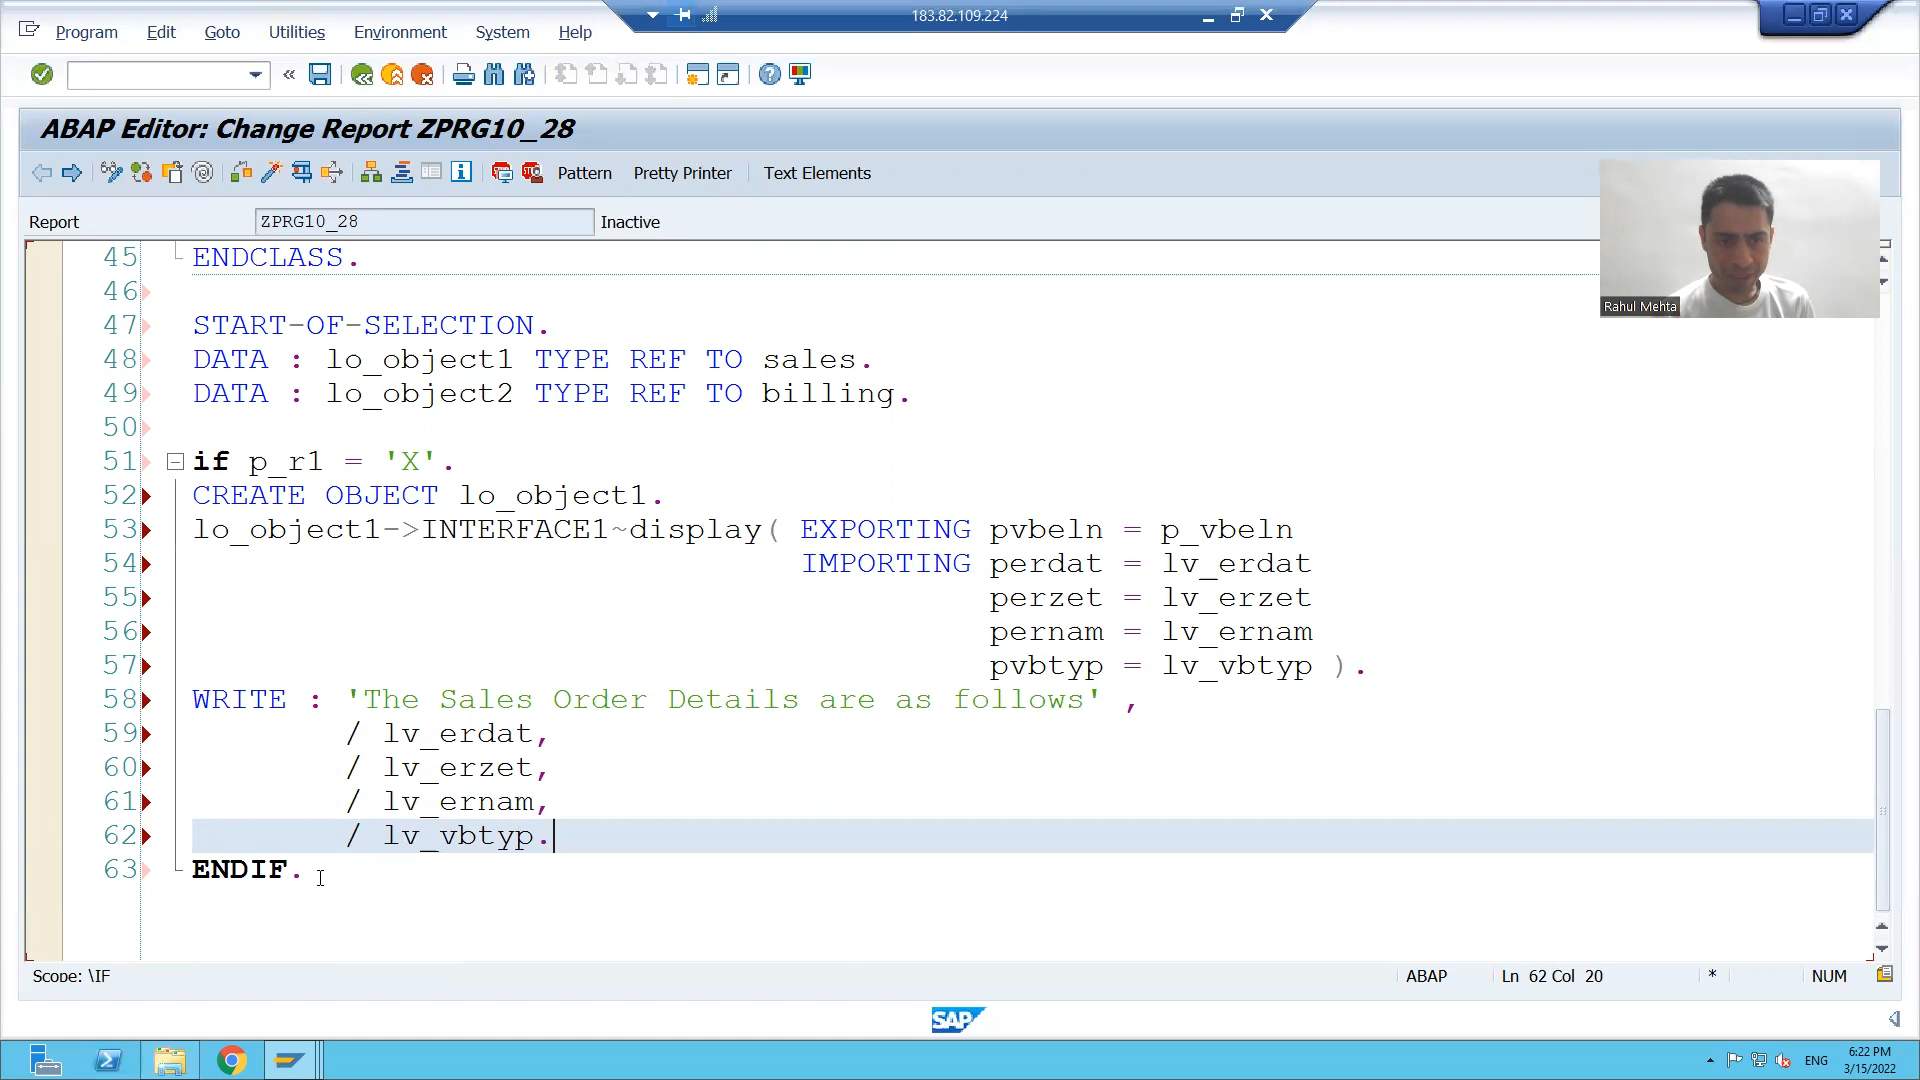 183.82.109.224
Program Edit Goto Utilities Environment System Help
«
ABAP Editor: Change Report ZPRG10_28
Pattern Pretty Printer Text Elements
Report ZPRG10_28 Inactive
Rahul Mehta
45 ENDCLASS.
46
47 START-OF-SELECTION.
48 DATA : lo_object1 TYPE REF TO sales.
49 DATA : lo_object2 TYPE REF TO billing.
50
51 if p_r1 = 'X'.
52 CREATE OBJECT lo_object1.
53 lo_object1->INTERFACE1~display( EXPORTING pvbeln = p_vbeln
54 IMPORTING perdat = lv_erdat
55 perzet = lv_erzet
56 pernam = lv_ernam
57 pvbtyp = lv_vbtyp ).
58 WRITE : 'The Sales Order Details are as follows' ,
59 / lv_erdat,
60 / lv_erzet,
61 / lv_ernam,
62 / lv_vbtyp.
63 ENDIF.
Scope: \IF ABAP Ln 62 Col 20 * NUM
SAP
ENG 6:22 PM
3/15/2022